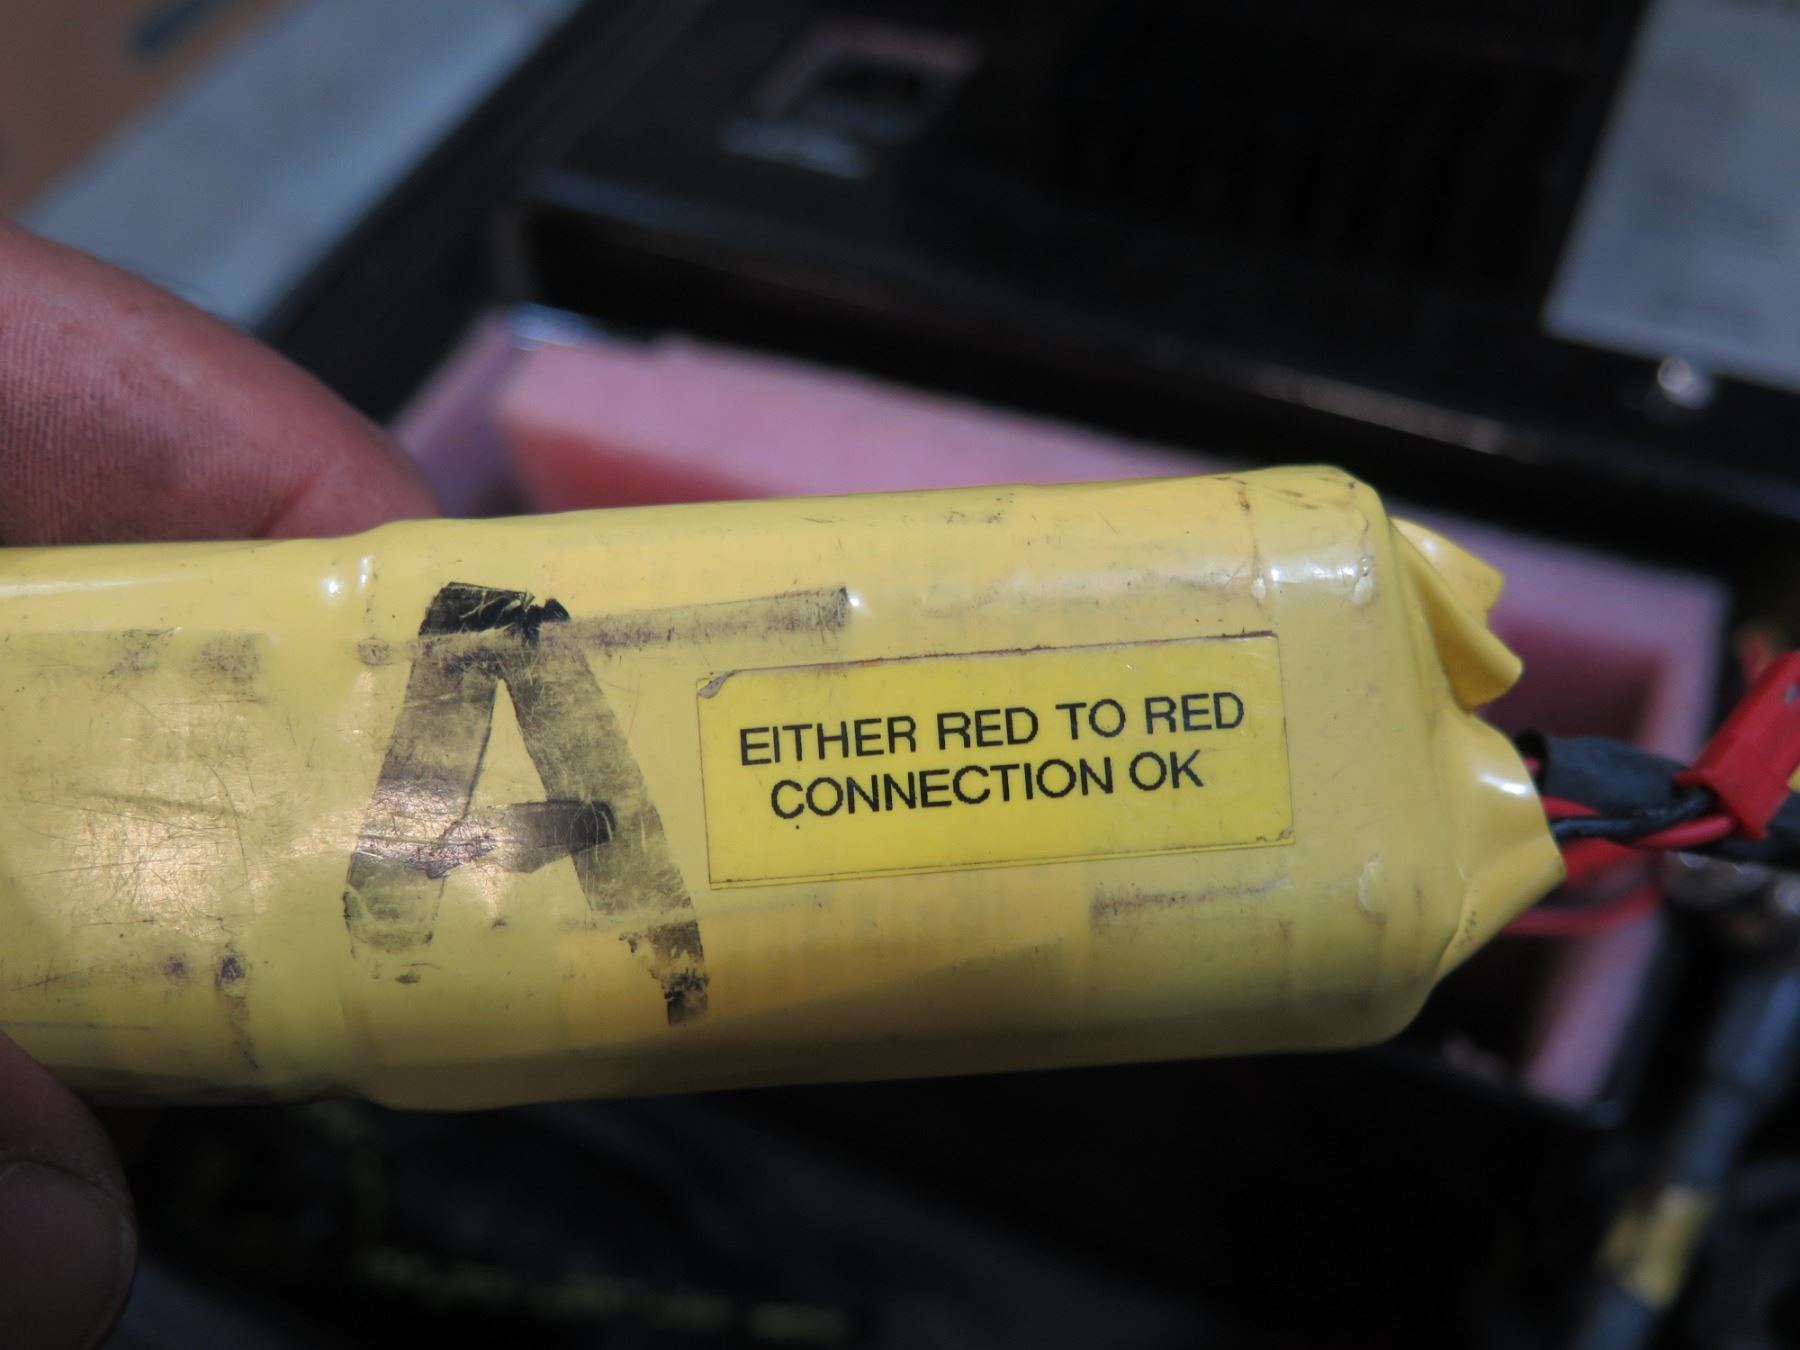 A
EITHER RED TO RED
CONNECTION OK